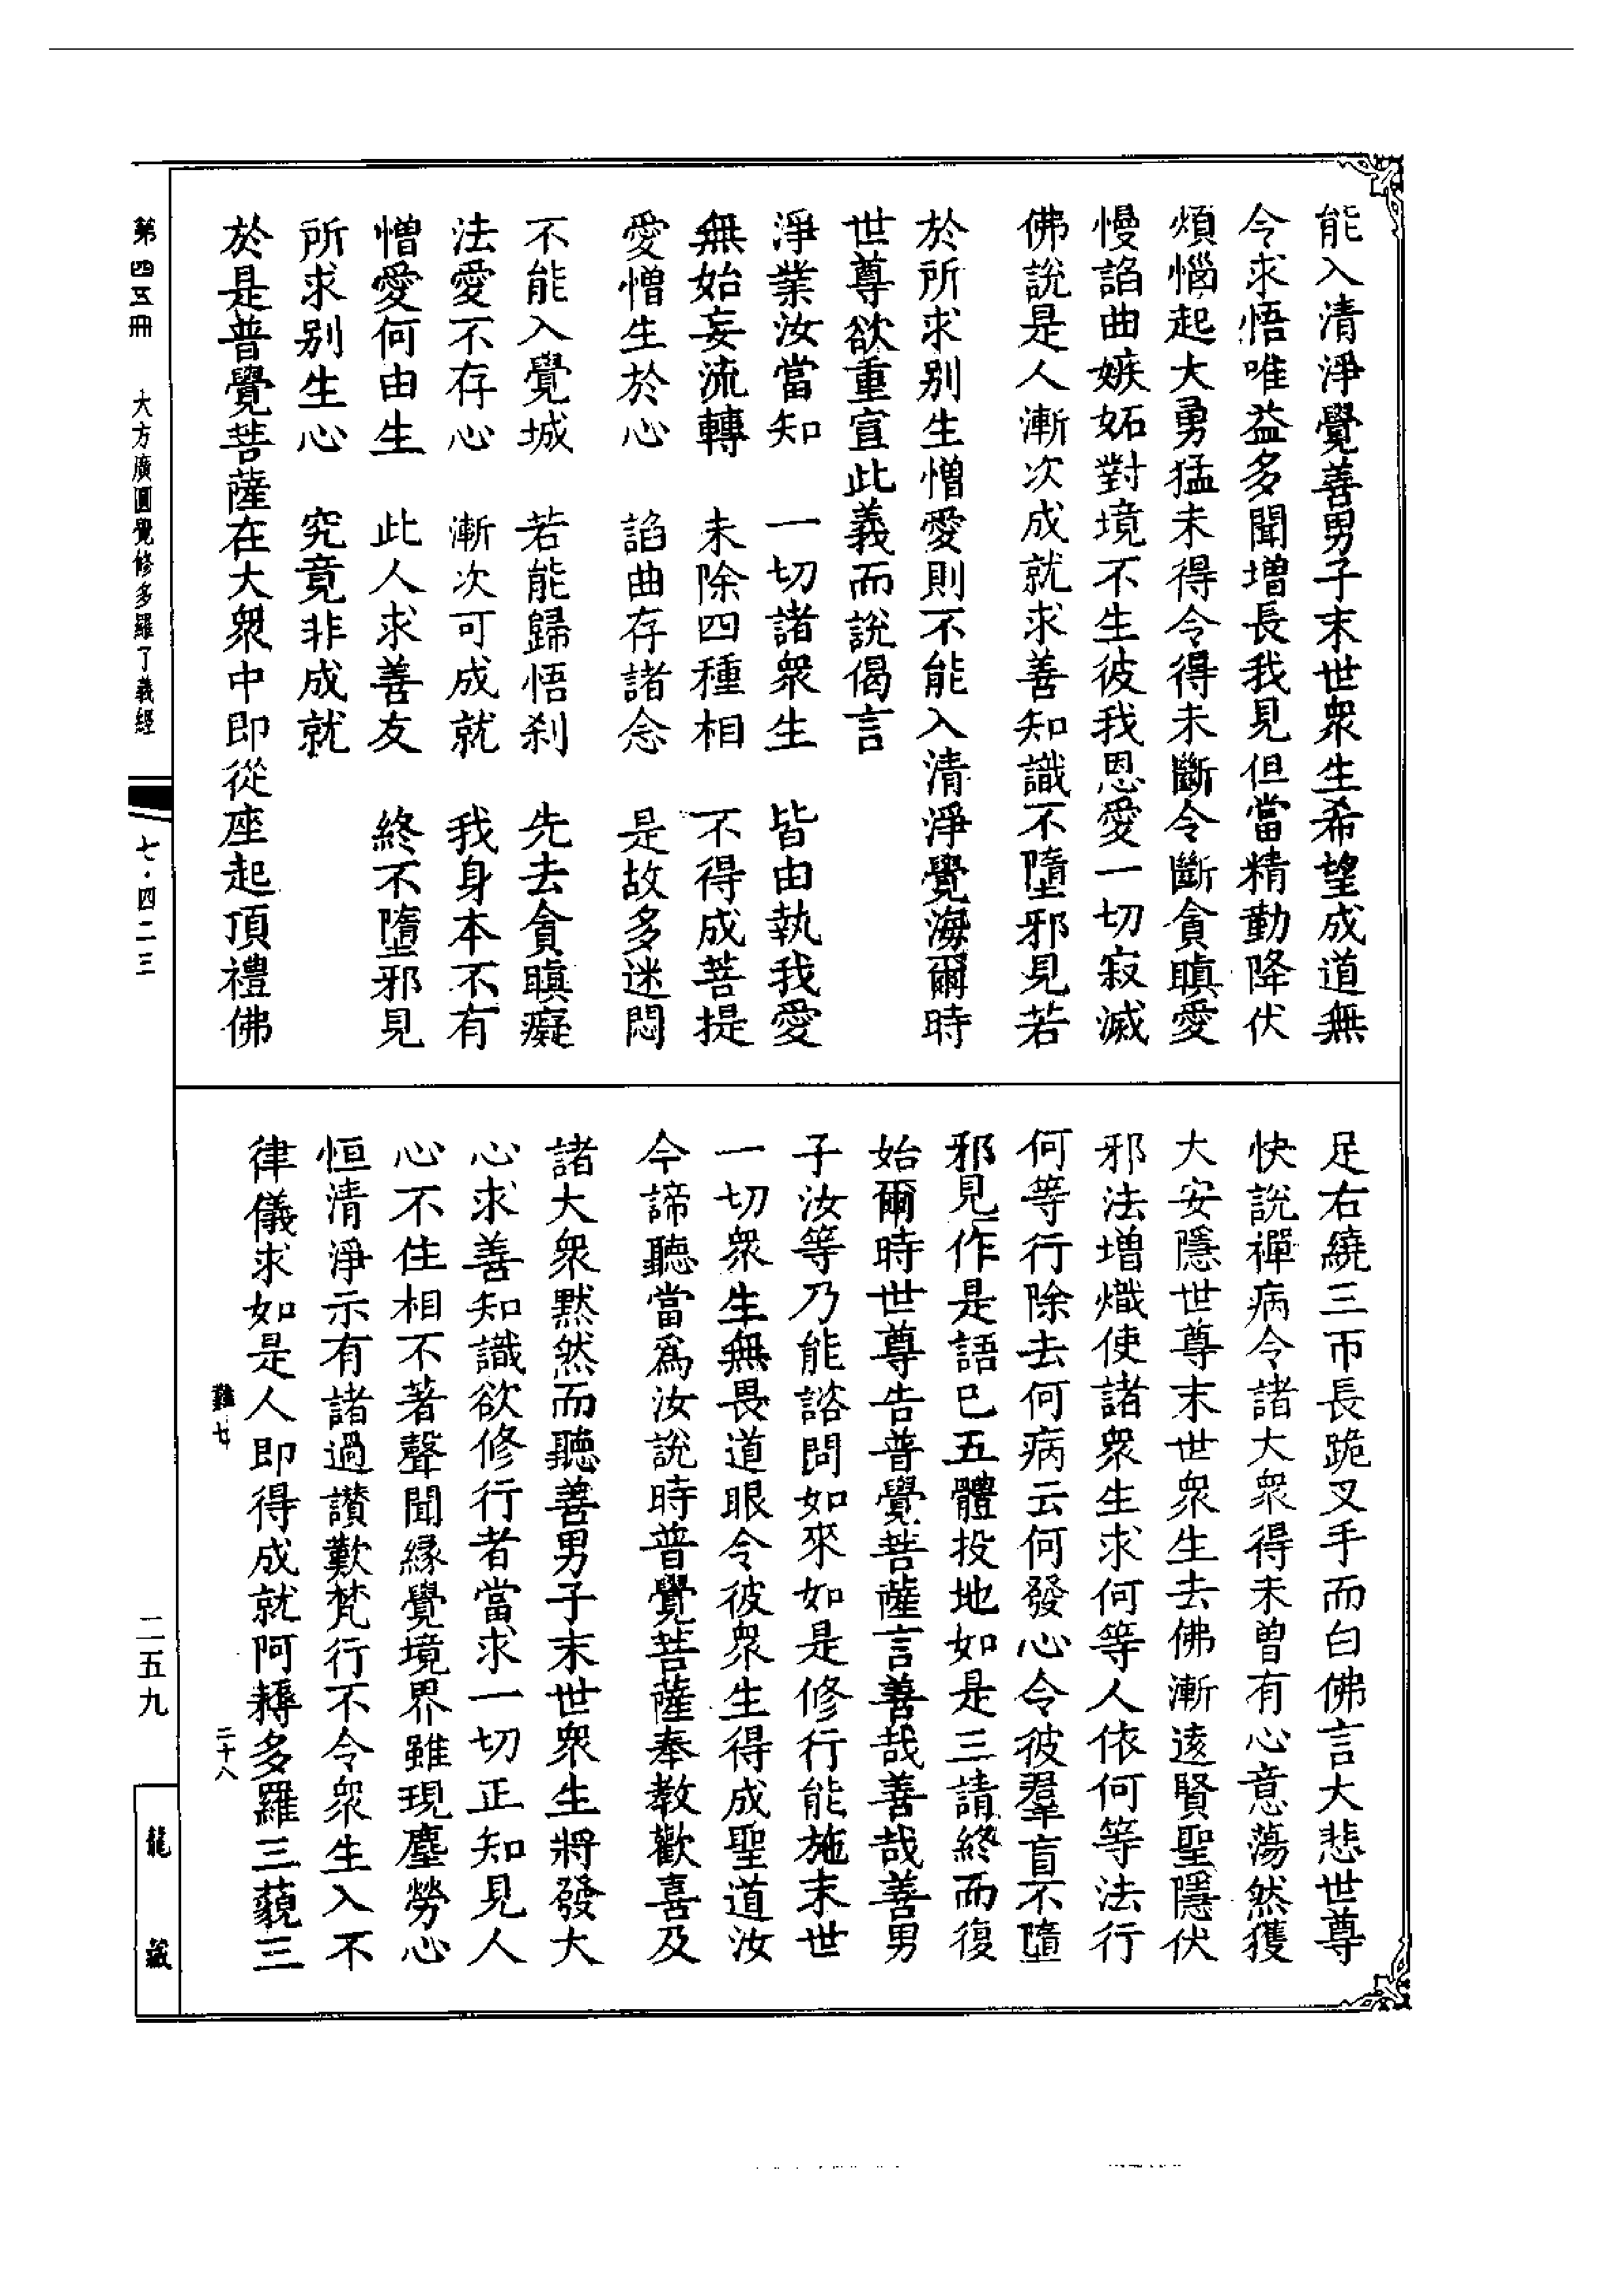 能入清淨覺善男子末世衆生希望成道無
令求悟唯益多聞增長我見但當精勤降伏
煩惱起大勇猛未得令得未斷令斷貪瞋愛
慢諂曲嫉妬對境不生彼我恩愛一切寂滅
佛說是人漸次成就求善知識不墮邪見若
於所求别生憎愛則不能入清淨覺海爾時
世尊欲重宣此義而說偈言
淨業汝當知　一切諸衆生　皆由執我愛
無始妄流轉　未除四種相　不得成菩提
愛憎生於心　諂曲存諸念　是故多迷悶
不能入覺城　若能歸悟刹　先去貪瞋癡
法愛不存心　漸次可成就　我身本不有
憎愛何由生　此人求善友　終不墮邪見
所求别生心　究竟非成就
於是普覺菩薩在大衆中即從座起頂禮佛
足右繞三帀長跪叉手而白佛言大悲世尊
快說禪病令諸大衆得未曾有心意蕩然獲
大安隱世尊末世衆生去佛漸遠賢聖隱伏
邪法增熾使諸衆生求何等人依何等法行
何等行除去何病云何發心令彼羣盲不墮
邪見作是語已五體投地如是三請終而復
始爾時世尊告普覺菩薩言善哉善哉善男
子汝等乃能諮問如來如是修行能施末世
一切衆生無畏道眼令彼衆生得成聖道汝
今諦聽當爲汝說時普覺菩薩奉教歡喜及
諸大衆默然而聽善男子末世衆生將發大
心求善知識欲修行者當求一切正知見人
心不住相不著聲聞緣覺境界雖現塵勞心
恒清淨示有諸過讃歎梵行不令衆生入不
律儀求如是人即得成就阿耨多羅三藐三
難七　二十八
第四五冊　大方廣圓覺修多羅了義經
七·四二三
二五九
龍藏